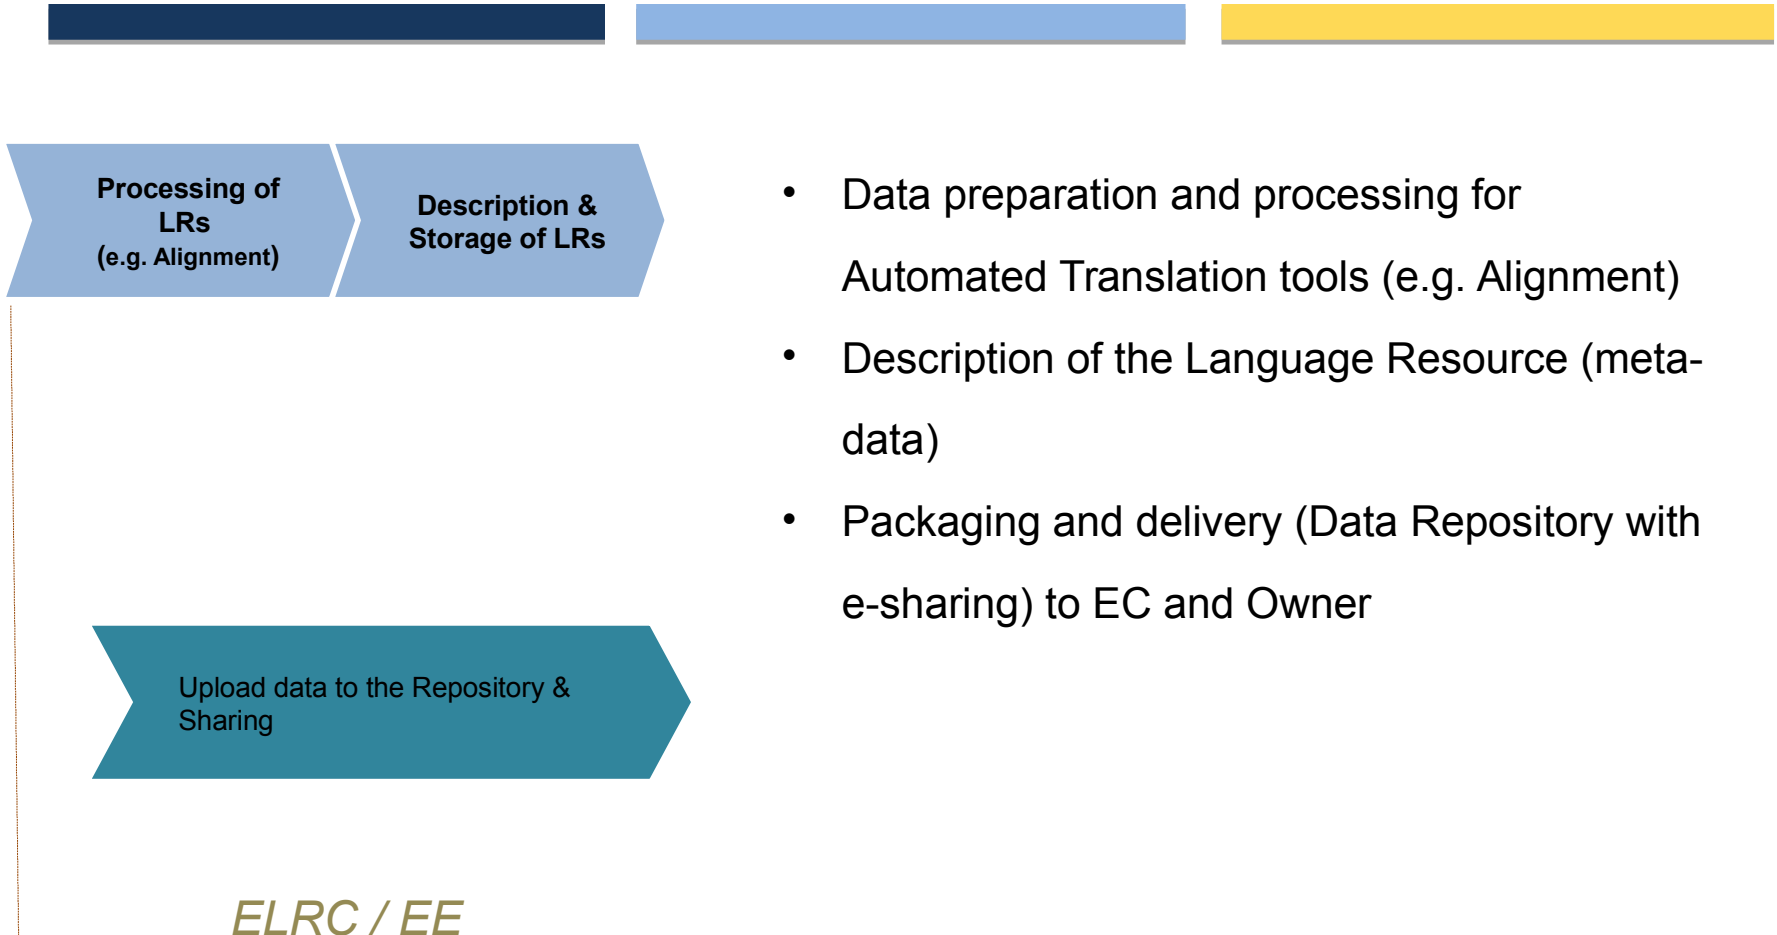 Processing of
LRs
(e.g. Alignment)
Description &
Storage of LRs
• Data preparation and processing for
Automated Translation tools (e.g. Alignment)
• Description of the Language Resource (meta-
data)
• Packaging and delivery (Data Repository with
e-sharing) to EC and Owner
Upload data to the Repository &
Sharing
ELRC / EE